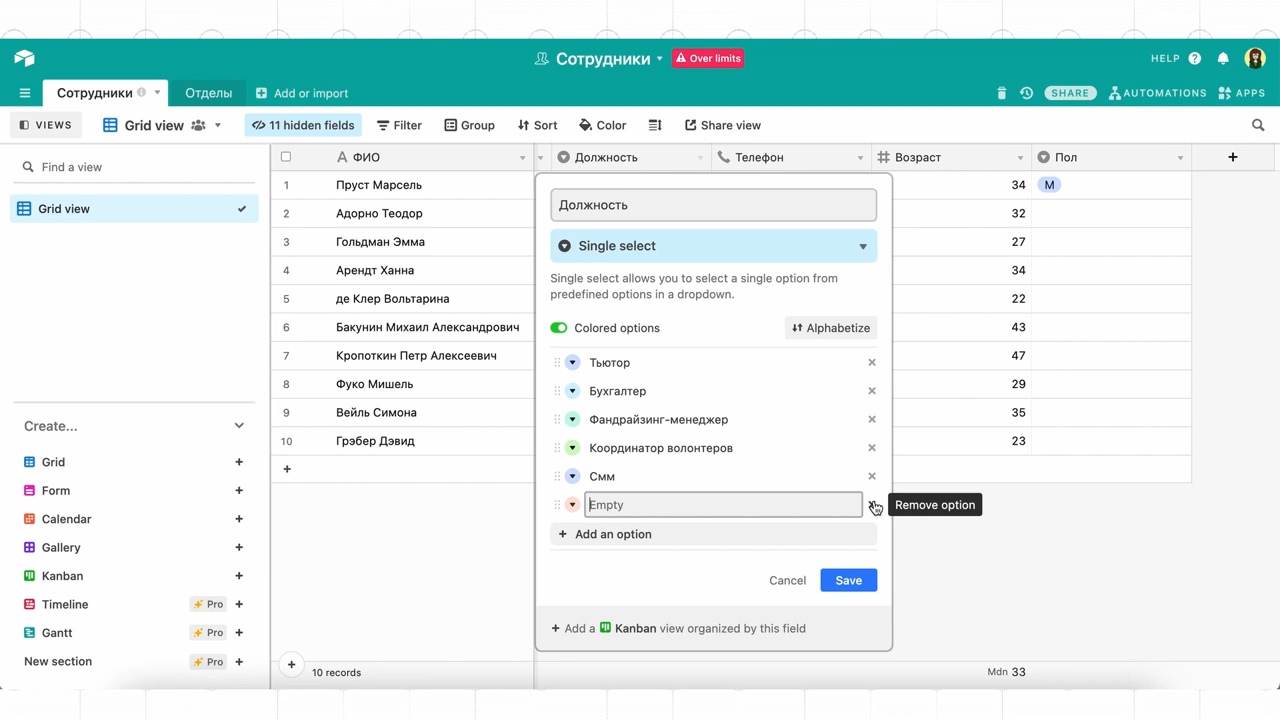 Сотрудники
Over limits
HELP
Сотрудники
Отделы
Add or import
SHARE
AUTOMATIONS
APPS
VIEWS
Grid view
11 hidden fields
Filter
Group
Sort
Color
Share view
Find a view
Grid view
ФИО
Должность
Телефон
Возраст
Пол
1 Пруст Марсель 34 М
2 Адорно Теодор 32
3 Гольдман Эмма 27
4 Арендт Ханна 34
5 де Клер Вольтарина 22
6 Бакунин Михаил Александрович 43
7 Кропоткин Петр Алексеевич 47
8 Фуко Мишель 29
9 Вейль Симона 35
10 Грэбер Дэвид 23
Должность
Single select
Single select allows you to select a single option from
predefined options in a dropdown.
Colored options
Alphabetize
Тьютор
Бухгалтер
Фандрайзинг-менеджер
Координатор волонтеров
Смм
Empty
Remove option
Add an option
Cancel
Save
Add a Kanban view organized by this field
Create...
Grid
Form
Calendar
Gallery
Kanban
Timeline Pro
Gantt Pro
New section Pro
10 records
Mdn 33